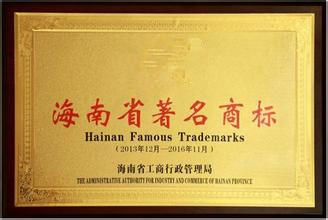 海南省著名商标
Hainan Famous Trademarks
(2013年12月—2016年11月)
海南省工商行政管理局
THE ADMINISTRATIVE AUTHORITY FOR INDUSTRY AND COMMERCE OF HAINAN PROVINCE